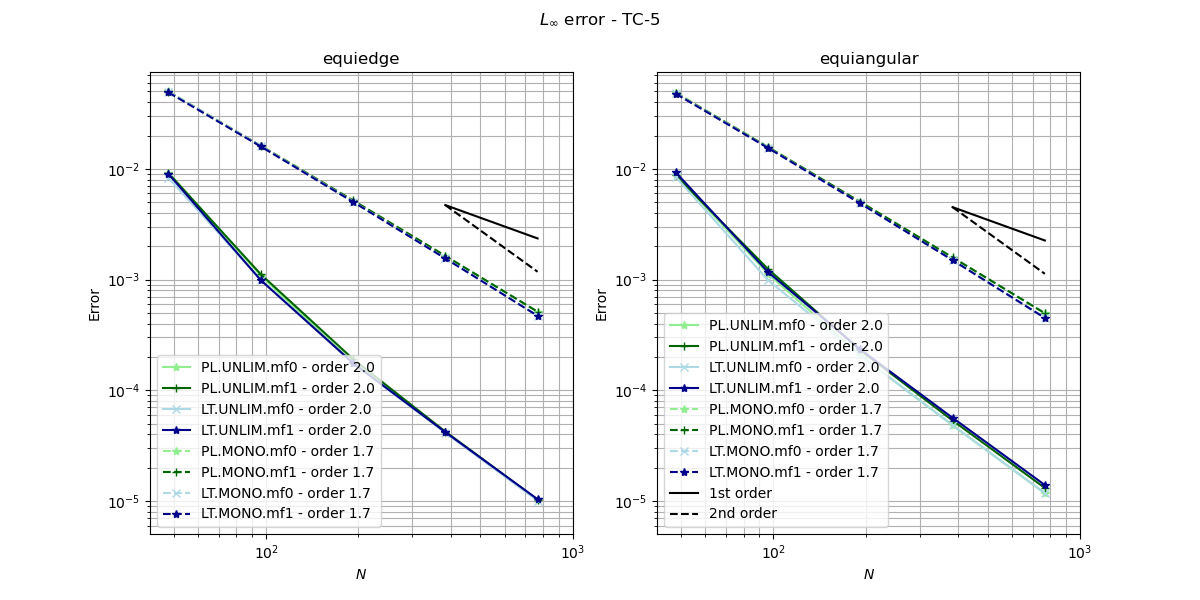 L∞ error - TC-5
equiedge
Error
10⁻²
10⁻³
10⁻⁴
10⁻⁵
PL.UNLIM.mf0 - order 2.0
PL.UNLIM.mf1 - order 2.0
LT.UNLIM.mf0 - order 2.0
LT.UNLIM.mf1 - order 2.0
PL.MONO.mf0 - order 1.7
PL.MONO.mf1 - order 1.7
LT.MONO.mf0 - order 1.7
LT.MONO.mf1 - order 1.7
10²
10³
N
equiangular
Error
10⁻²
10⁻³
10⁻⁴
10⁻⁵
PL.UNLIM.mf0 - order 2.0
PL.UNLIM.mf1 - order 2.0
LT.UNLIM.mf0 - order 2.0
LT.UNLIM.mf1 - order 2.0
PL.MONO.mf0 - order 1.7
PL.MONO.mf1 - order 1.7
LT.MONO.mf0 - order 1.7
LT.MONO.mf1 - order 1.7
1st order
2nd order
10²
10³
N